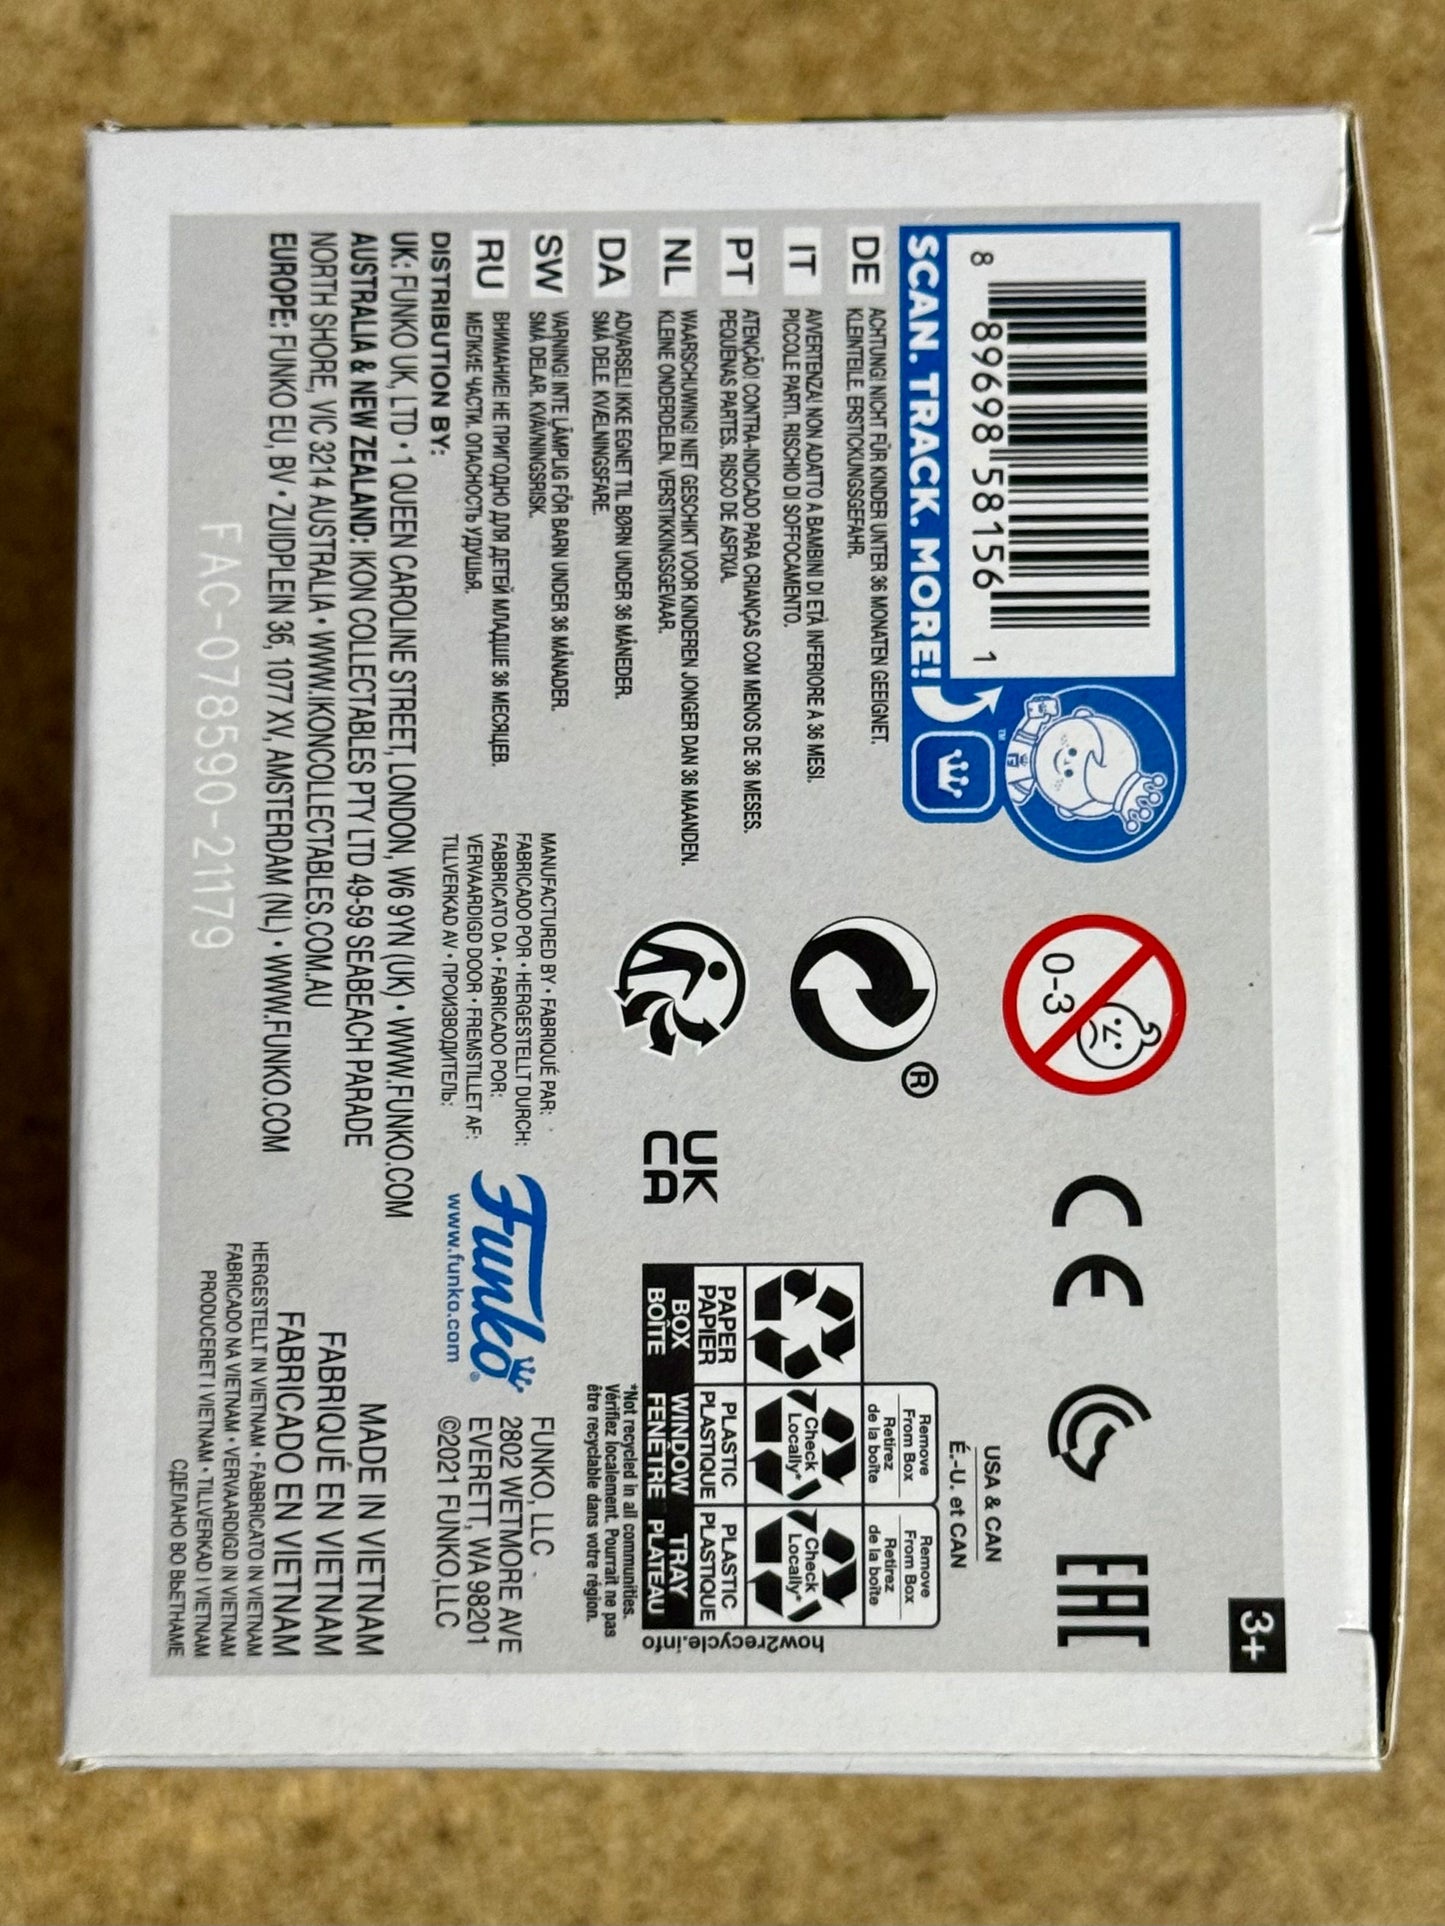 8 89698 58156 1
SCAN. TRACK. MORE!
TM
DE ACHTUNG! NICHT FÜR KINDER UNTER 36 MONATEN GEEIGNET.
KLEINTEILE. ERSTICKUNGSGEFAHR.
IT AVVERTENZA! NON ADATTO A BAMBINI DI ETÀ INFERIORE A 36 MESI.
PICCOLE PARTI. RISCHIO DI SOFFOCAMENTO.
PT ATENÇÃO! CONTRA-INDICADO PARA CRIANÇAS COM MENOS DE 36 MESES.
PEQUENAS PARTES. RISCO DE ASFIXIA.
NL WAARSCHUWING! NIET GESCHIKT VOOR KINDEREN JONGER DAN 36 MAANDEN.
KLEINE ONDERDELEN. VERSTIKKINGSGEVAAR.
DA ADVARSEL! IKKE EGNET TIL BØRN UNDER 36 MÅNEDER.
SMÅ DELE. KVÆLNINGSFARE.
SW VARNING! INTE LÄMPLIG FÖR BARN UNDER 36 MÅNADER.
SMÅ DELAR. KVÄVNINGSRISK.
RU ВНИМАНИЕ! НЕ ПРИГОДНО ДЛЯ ДЕТЕЙ МЛАДШЕ 36 МЕСЯЦЕВ.
МЕЛКИЕ ЧАСТИ. ОПАСНОСТЬ УДУШЬЯ.
DISTRIBUTION BY:
UK: FUNKO UK, LTD • 1 QUEEN CAROLINE STREET, LONDON, W6 9YN (UK) • WWW.FUNKO.COM
AUSTRALIA & NEW ZEALAND: IKON COLLECTABLES PTY LTD 49-59 SEABEACH PARADE
NORTH SHORE, VIC 3214 AUSTRALIA • WWW.IKONCOLLECTABLES.COM.AU
EUROPE: FUNKO EU, BV • ZUIDPLEIN 36, 1077 XV, AMSTERDAM (NL) • WWW.FUNKO.COM
FAC-078590-21179
3+
0-3
CE
EAC
®
UK
CA
USA & CAN
É.-U. et CAN
Remove
From Box
Retirez
de la boîte
Remove
From Box
Retirez
de la boîte
Check
Locally*
Check
Locally*
PAPER
PAPIER
PLASTIC
PLASTIQUE
PLASTIC
PLASTIQUE
BOX
BOÎTE
WINDOW
FENÊTRE
TRAY
PLATEAU
how2recycle.info
*Not recycled in all communities.
Vérifiez localement. Pourrait ne pas
être recyclable dans votre région.
MANUFACTURED BY • FABRIQUÉ PAR:
FABRICADO POR • HERGESTELLT DURCH:
FABBRICATO DA • FABRICADO POR:
VERVAARDIGD DOOR • FREMSTILLET AF:
TILLVERKAD AV • ПРОИЗВОДИТЕЛЬ:
Funko®
www.funko.com
FUNKO, LLC
2802 WETMORE AVE
EVERETT, WA 98201
©2021 FUNKO,LLC
MADE IN VIETNAM
FABRIQUÉ EN VIETNAM
FABRICADO EN VIETNAM
HERGESTELLT IN VIETNAM • FABBRICATO IN VIETNAM
FABRICADO NA VIETNAM • VERVAARDIGD IN VIETNAM
PRODUCERET I VIETNAM • TILLVERKAD I VIETNAM
СДЕЛАНО ВО ВЬЕТНАМЕ